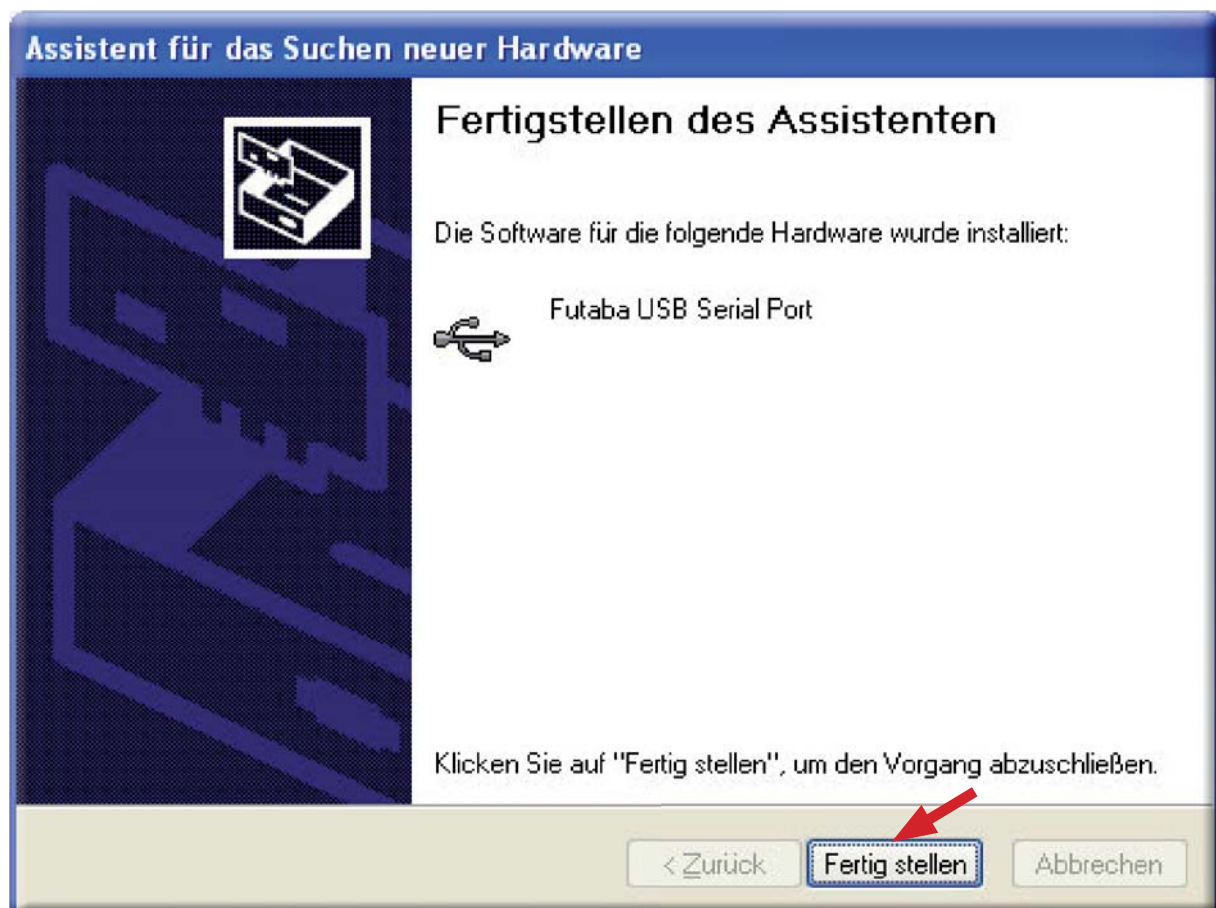 Assistent für das Suchen neuer Hardware
Fertigstellen des Assistenten
Die Software für die folgende Hardware wurde installiert:
Futaba USB Serial Port
Klicken Sie auf "Fertig stellen", um den Vorgang abzuschließen.
< Zurück Fertig stellen Abbrechen